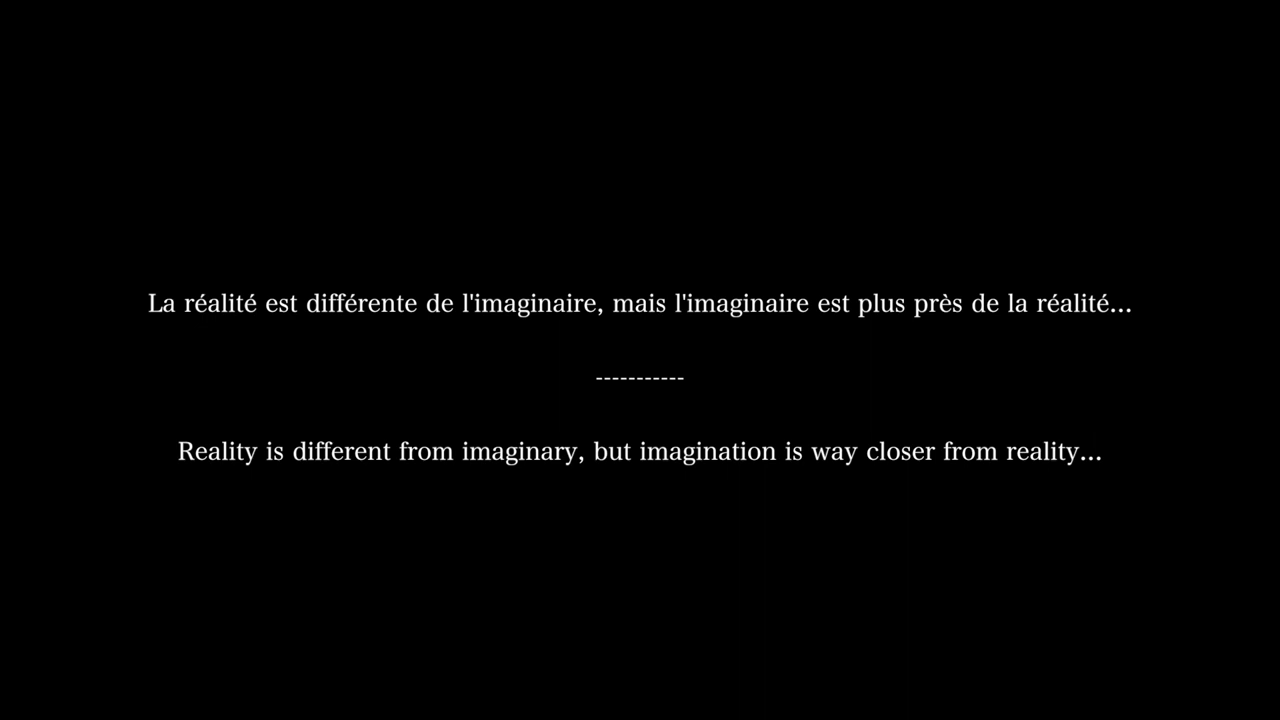 La réalité est différente de l'imaginaire, mais l'imaginaire est plus près de la réalité...
-----------
Reality is different from imaginary, but imagination is way closer from reality...